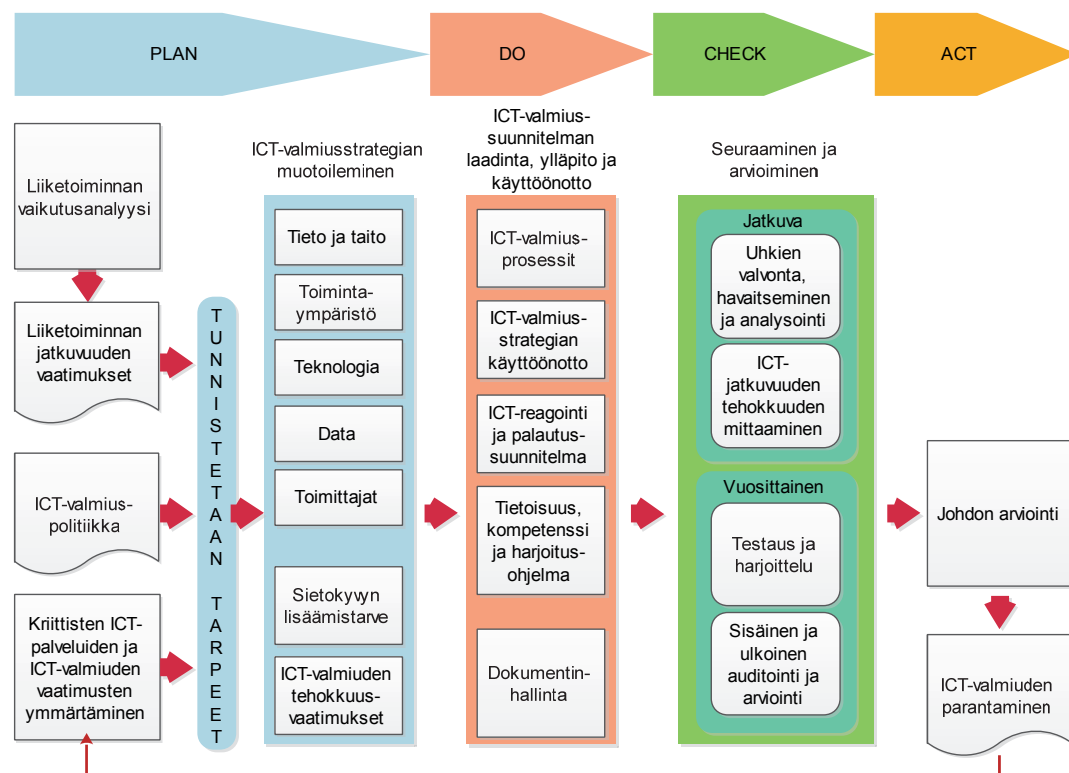 PLAN
DO
CHECK
ACT
Liiketoiminnan
vaikutusanalyysi
Liiketoiminnan
jatkuvuuden
vaatimukset
ICT-valmius-
politiikka
Kriittisten ICT-
palveluiden ja
ICT-valmiuden
vaatimusten
ymmärtäminen
TUNNISTETAAN TARPEET
ICT-valmiusstrategian
muotoileminen
Tieto ja taito
Toiminta-
ympäristö
Teknologia
Data
Toimittajat
Sietokyvyn
lisäämistarve
ICT-valmiuden
tehokkuus-
vaatimukset
ICT-valmius-
suunnitelman
laadinta, ylläpito ja
käyttöönotto
ICT-valmius-
prosessit
ICT-valmius-
strategian
käyttöönotto
ICT-reagointi
ja palautus-
suunnitelma
Tietoisuus,
kompetenssi
ja harjoitus-
ohjelma
Dokumentin-
hallinta
Seuraaminen ja
arvioiminen
Jatkuva
Uhkien
valvonta,
havaitseminen
ja analysointi
ICT-
jatkuvuuden
tehokkuuden
mittaaminen
Vuosittainen
Testaus ja
harjoittelu
Sisäinen ja
ulkoinen
auditointi ja
arviointi
Johdon arviointi
ICT-valmiuden
parantaminen